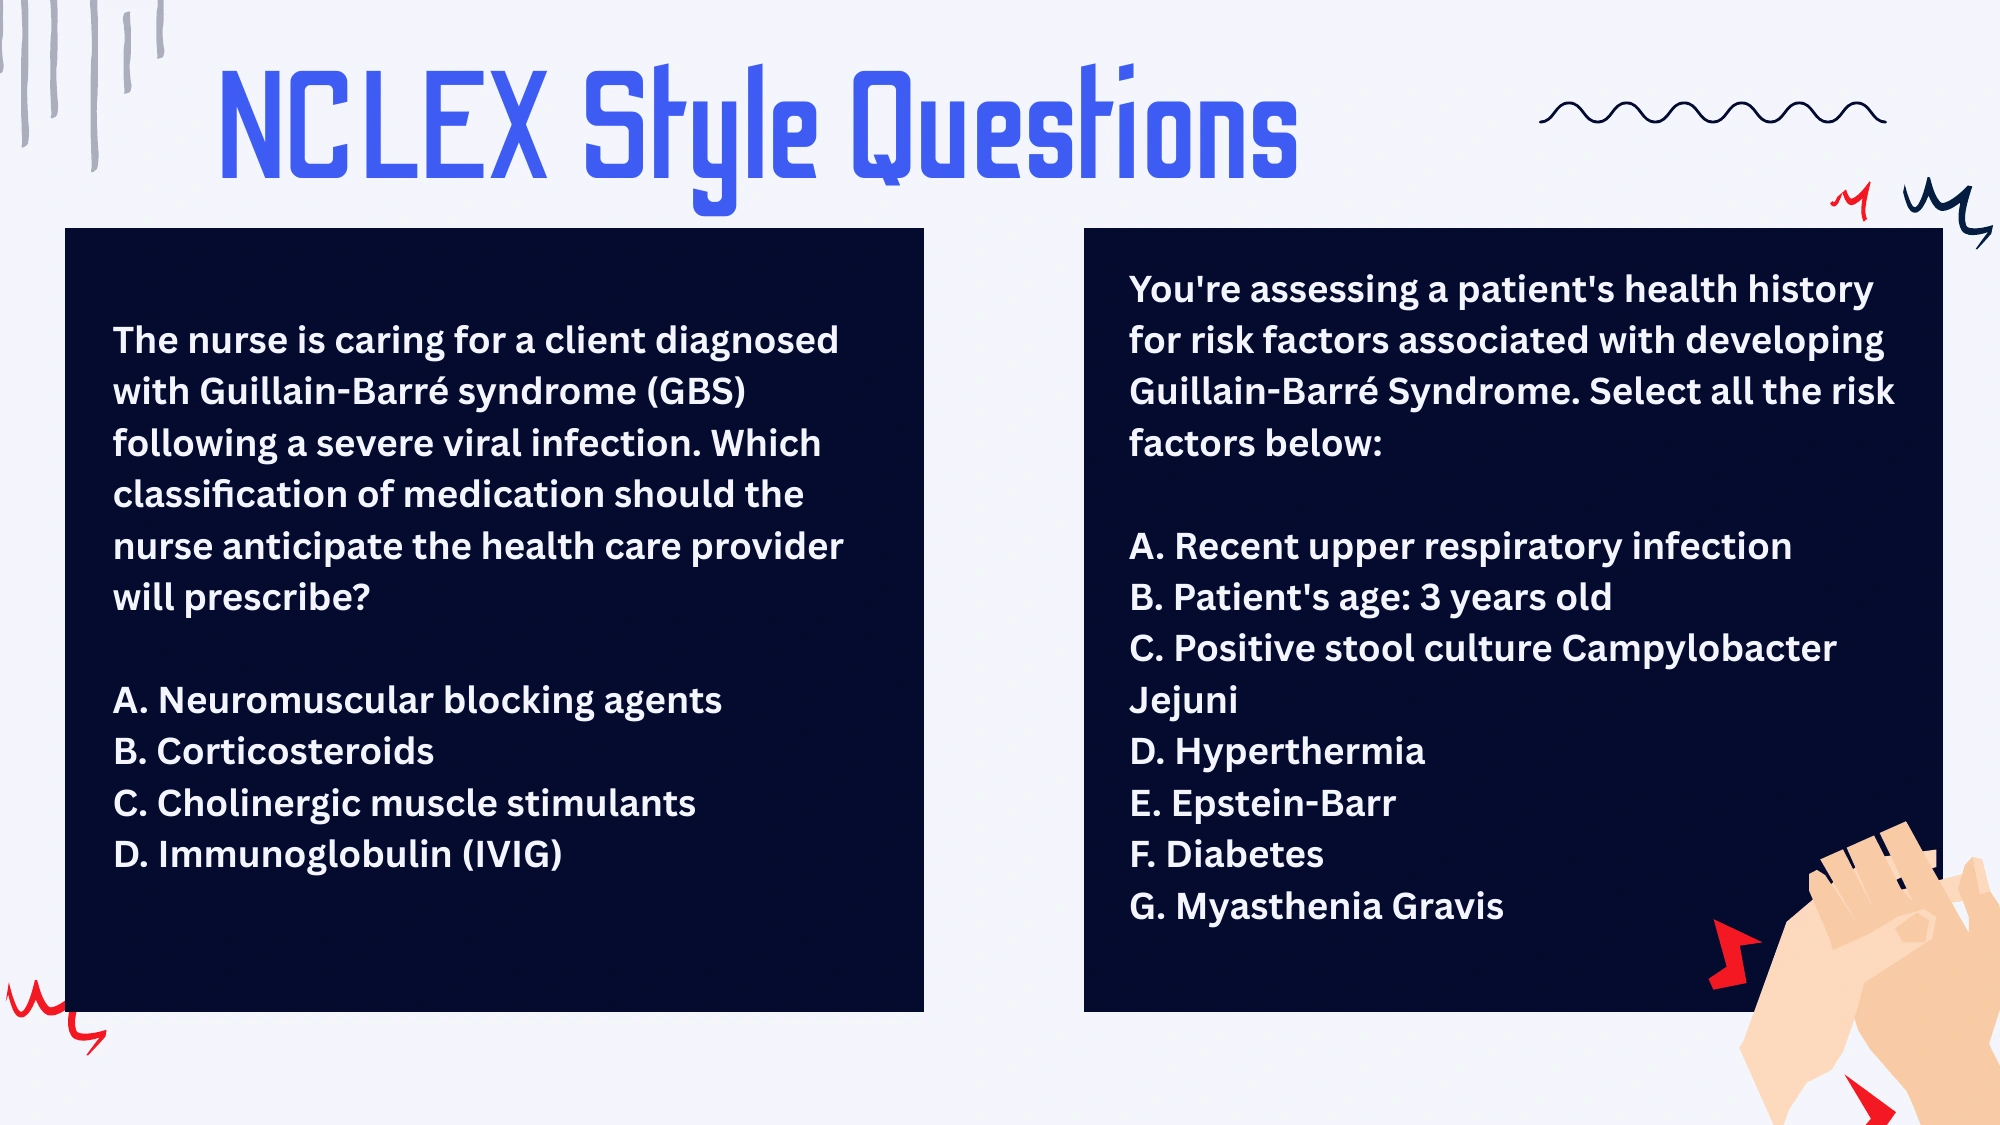 NCLEX Style Questions
The nurse is caring for a client diagnosed
with Guillain-Barré syndrome (GBS)
following a severe viral infection. Which
classification of medication should the
nurse anticipate the health care provider
will prescribe?
A. Neuromuscular blocking agents
B. Corticosteroids
C. Cholinergic muscle stimulants
D. Immunoglobulin (IVIG)
You're assessing a patient's health history
for risk factors associated with developing
Guillain-Barré Syndrome. Select all the risk
factors below:
A. Recent upper respiratory infection
B. Patient's age: 3 years old
C. Positive stool culture Campylobacter
Jejuni
D. Hyperthermia
E. Epstein-Barr
F. Diabetes
G. Myasthenia Gravis